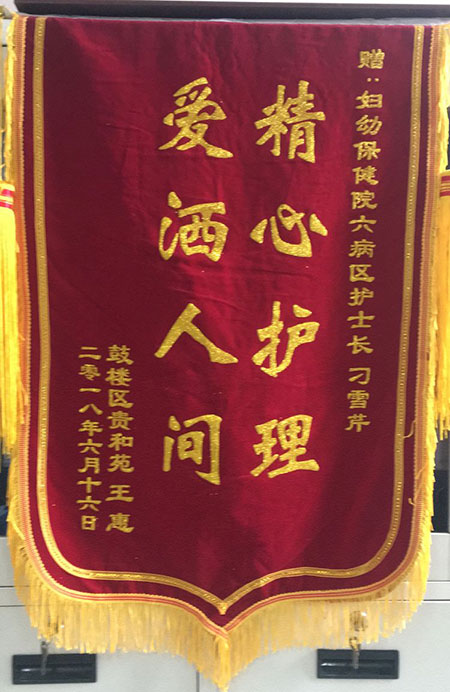 赠：妇幼保健院六病区护士长 刁雪芹
精心护理
爱洒人间
鼓楼区贵和苑 王惠
二零一八年六月十六日